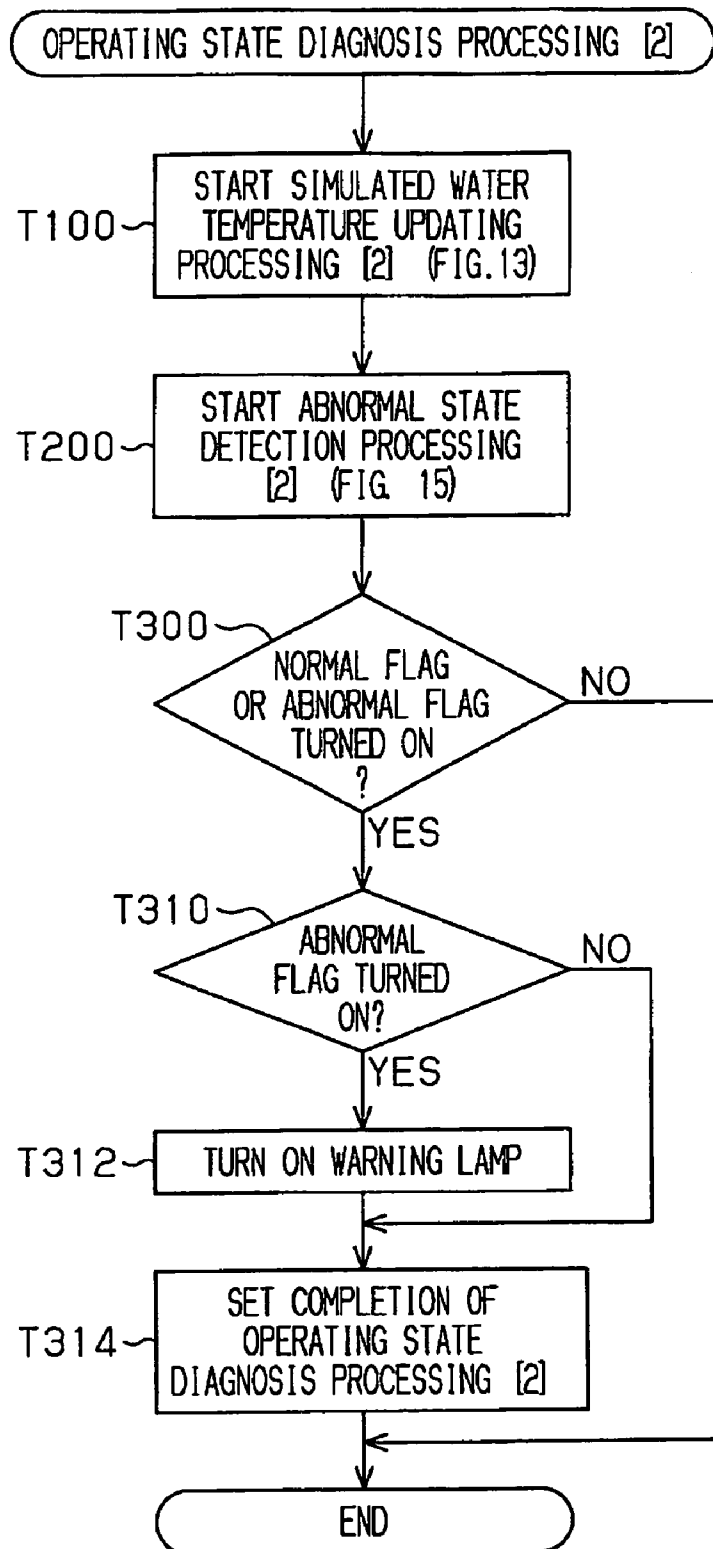 OPERATING STATE DIAGNOSIS PROCESSING [2]
START SIMULATED WATER
T100
TEMPERATURE UPDATING
PROCESSING [2] (FIG.13)
START ABNORMAL STATE
T200
DETECTION PROCESSING
[2] (FIG. 15)
T300
NORMAL FLAG
NO
OR ABNORMAL FLAG
TURNED ON
?
YES
T310
ABNORMAL
NO
FLAG TURNED
ON?
YES
T312
TURN ON WARNING LAMP
SET COMPLETION OF
T314
OPERATING STATE
DIAGNOSIS PROCESSING [2]
END